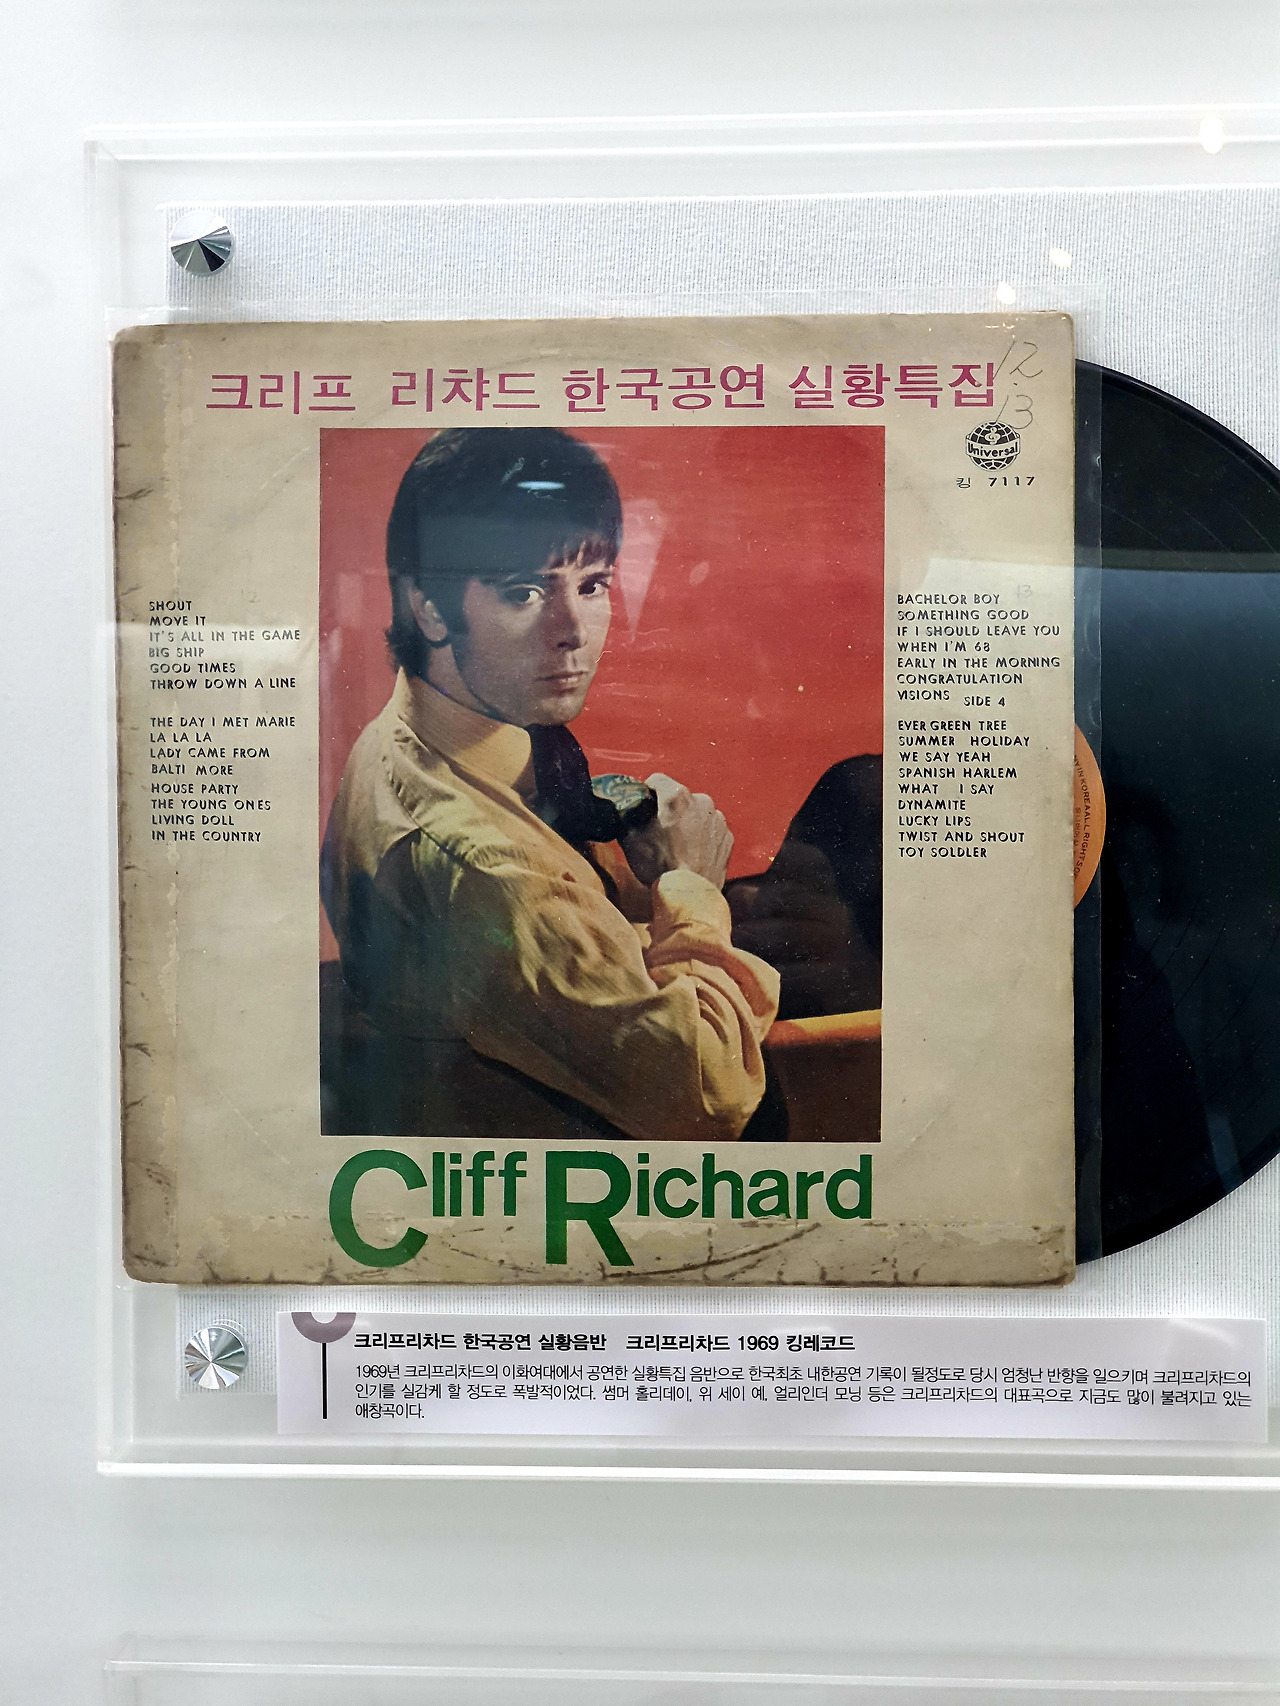 크리프 리챠드 한국공연 실황특집
12.
13
Universal
킹 7117
SHOUT
MOVE IT
IT'S ALL IN THE GAME
BIG SHIP
GOOD TIMES
THROW DOWN A LINE
THE DAY I MET MARIE
LA LA LA
LADY CAME FROM
BALTI MORE
HOUSE PARTY
THE YOUNG ONES
LIVING DOLL
IN THE COUNTRY
BACHELOR BOY
SOMETHING GOOD
IF I SHOULD LEAVE YOU
WHEN I'M 68
EARLY IN THE MORNING
CONGRATULATION
VISIONS SIDE 4
EVER GREEN TREE
SUMMER HOLIDAY
WE SAY YEAH
SPANISH HARLEM
WHAT I SAY
DYNAMITE
LUCKY LIPS
TWIST AND SHOUT
TOY SOLDLER
IN KOREA ALL RIGHT
Cliff Richard
크리프리차드 한국공연 실황음반 크리프리차드 1969 킹레코드
1969년 크리프리차드의 이화여대에서 공연한 실황특집 음반으로 한국최초 내한공연 기록이 될정도로 당시 엄청난 반향을 일으키며 크리프리차드의
인기를 실감케 할 정도로 폭발적이었다. 썸머 홀리데이, 위 세이 예, 얼리인더 모닝 등은 크리프리차드의 대표곡으로 지금도 많이 불려지고 있는
애창곡이다.